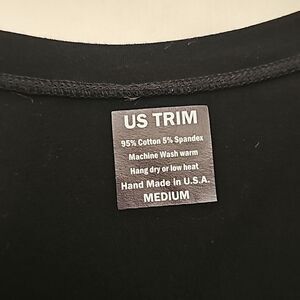 US TRIM
95% Cotton 5% Spandex
Machine Wash warm
Hang dry or low heat
Hand Made in U.S.A.
MEDIUM